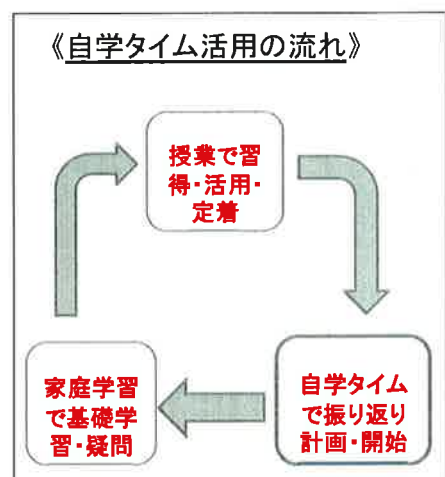 《自学タイム活用の流れ》
授業で習
得・活用・
定着
家庭学習
で基礎学
習・疑問
自学タイム
で振り返り
計画・開始